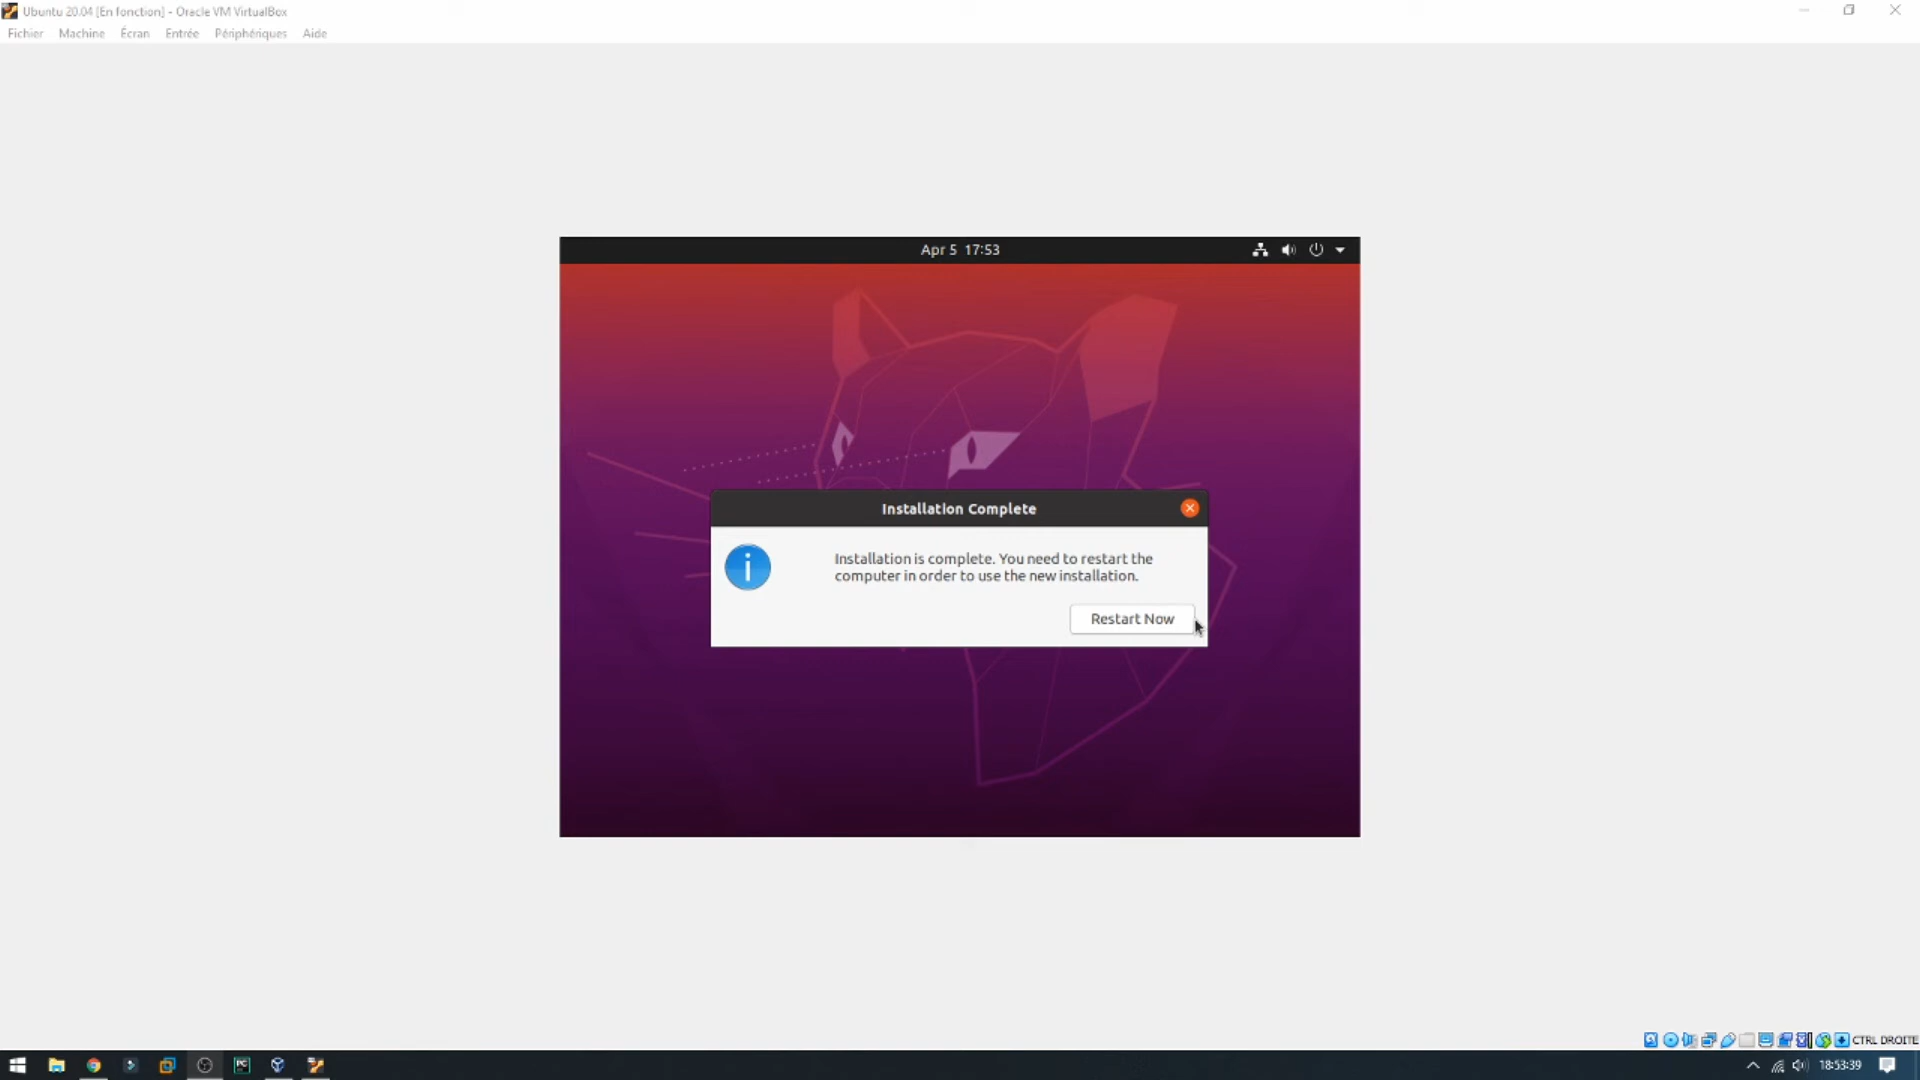 Ubuntu 20.04 [En fonction] - Oracle VM VirtualBox
Fichier Machine Écran Entrée Périphériques Aide
Apr 5 17:53
Installation Complete
Installation is complete. You need to restart the
computer in order to use the new installation.
Restart Now
CTRL DROITE
18:53:39